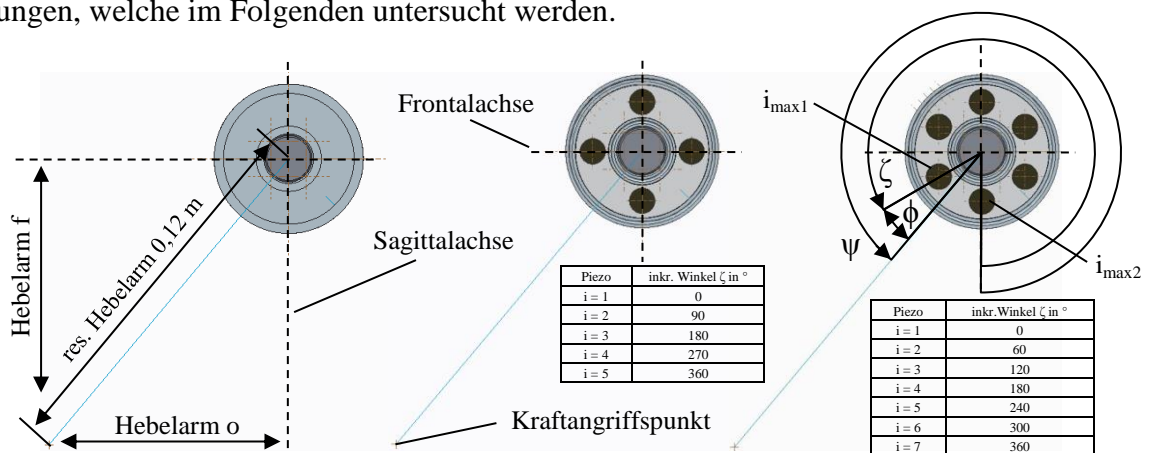 ungen, welche im Folgenden untersucht werden.
Frontalachse
i_max1
Hebelarm f
res. Hebelarm 0,12 m
Sagittalachse
ζ
ϕ
ψ
i_max2
Piezo inkr. Winkel ζ in °
i = 1 0
i = 2 90
i = 3 180
i = 4 270
i = 5 360
Piezo inkr.Winkel ζ in °
i = 1 0
i = 2 60
i = 3 120
i = 4 180
i = 5 240
i = 6 300
i = 7 360
Hebelarm o
Kraftangriffspunkt